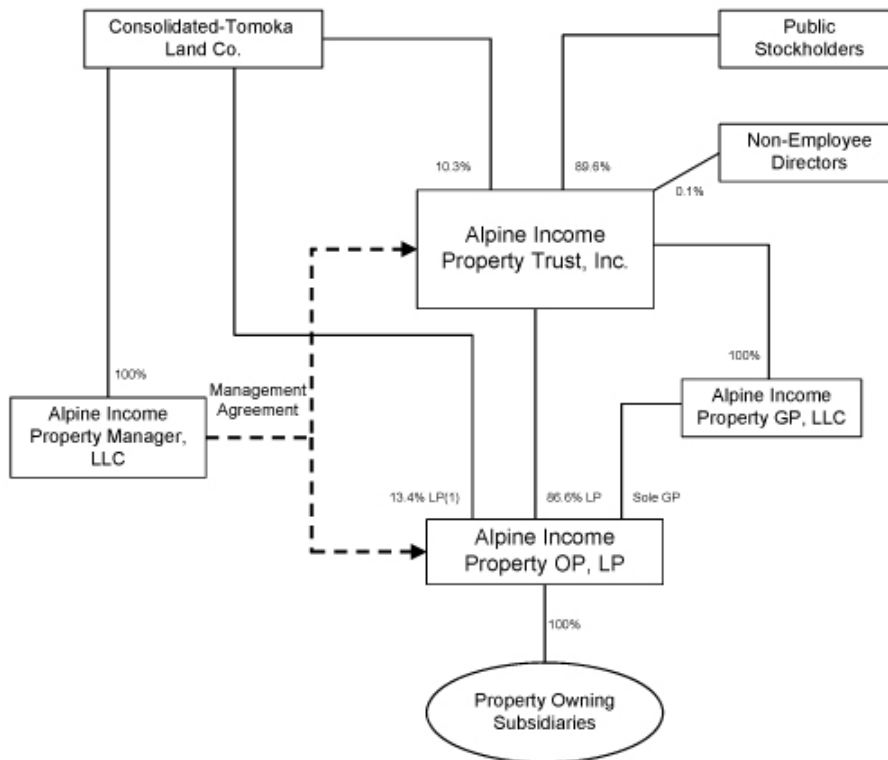 Consolidated-Tomoka
Land Co.
Public
Stockholders
Non-Employee
Directors
10.3%
89.6%
0.1%
Alpine Income
Property Trust, Inc.
100%
100%
Management
Agreement
Alpine Income
Property Manager,
LLC
Alpine Income
Property GP, LLC
13.4% LP(1)
86.6% LP
Sole GP
Alpine Income
Property OP, LP
100%
Property Owning
Subsidiaries